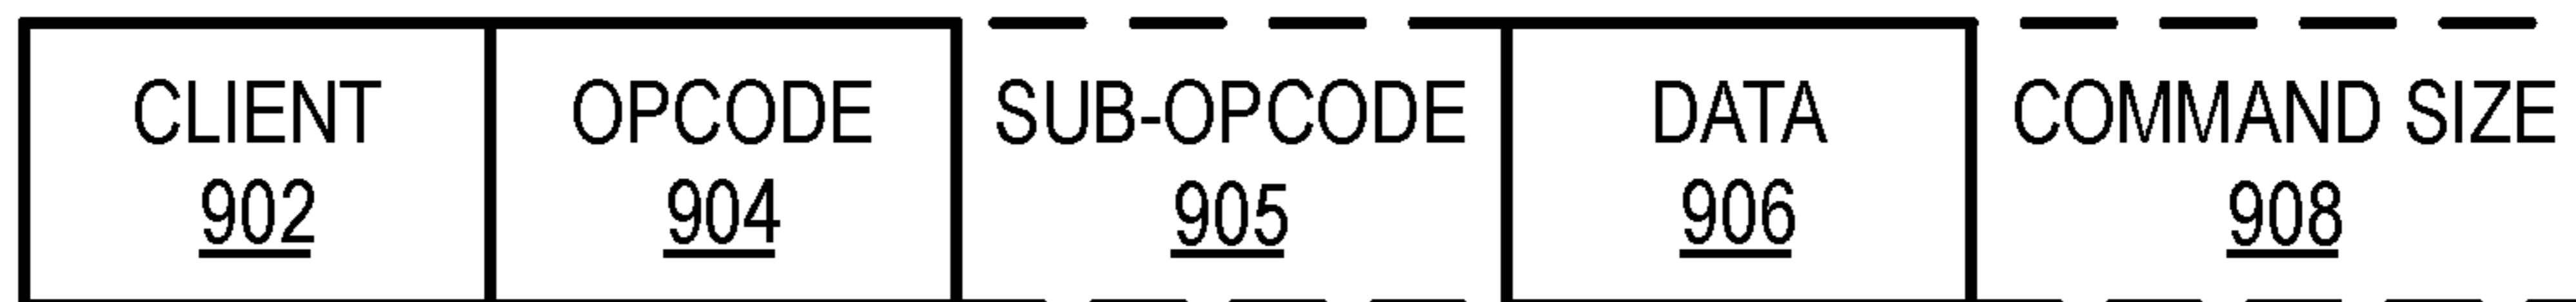 CLIENT OPCODE SUB-OPCODE DATA COMMAND SIZE
902 904 905 906 908